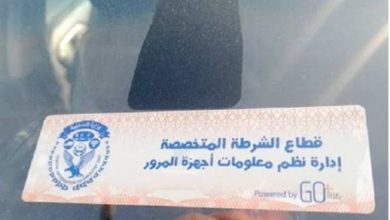 قطاع الشرطة المتخصصة
إدارة نظم معلومات أجهزة المرور
Powered by GO+